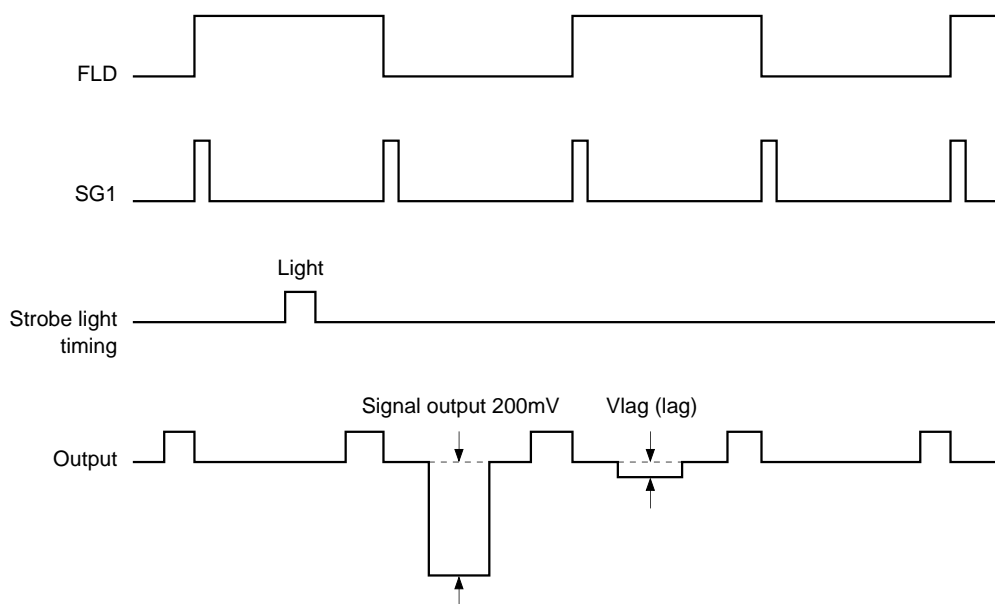 FLD
SG1
Light
Strobe light
timing
Signal output 200mV
Vlag (lag)
Output